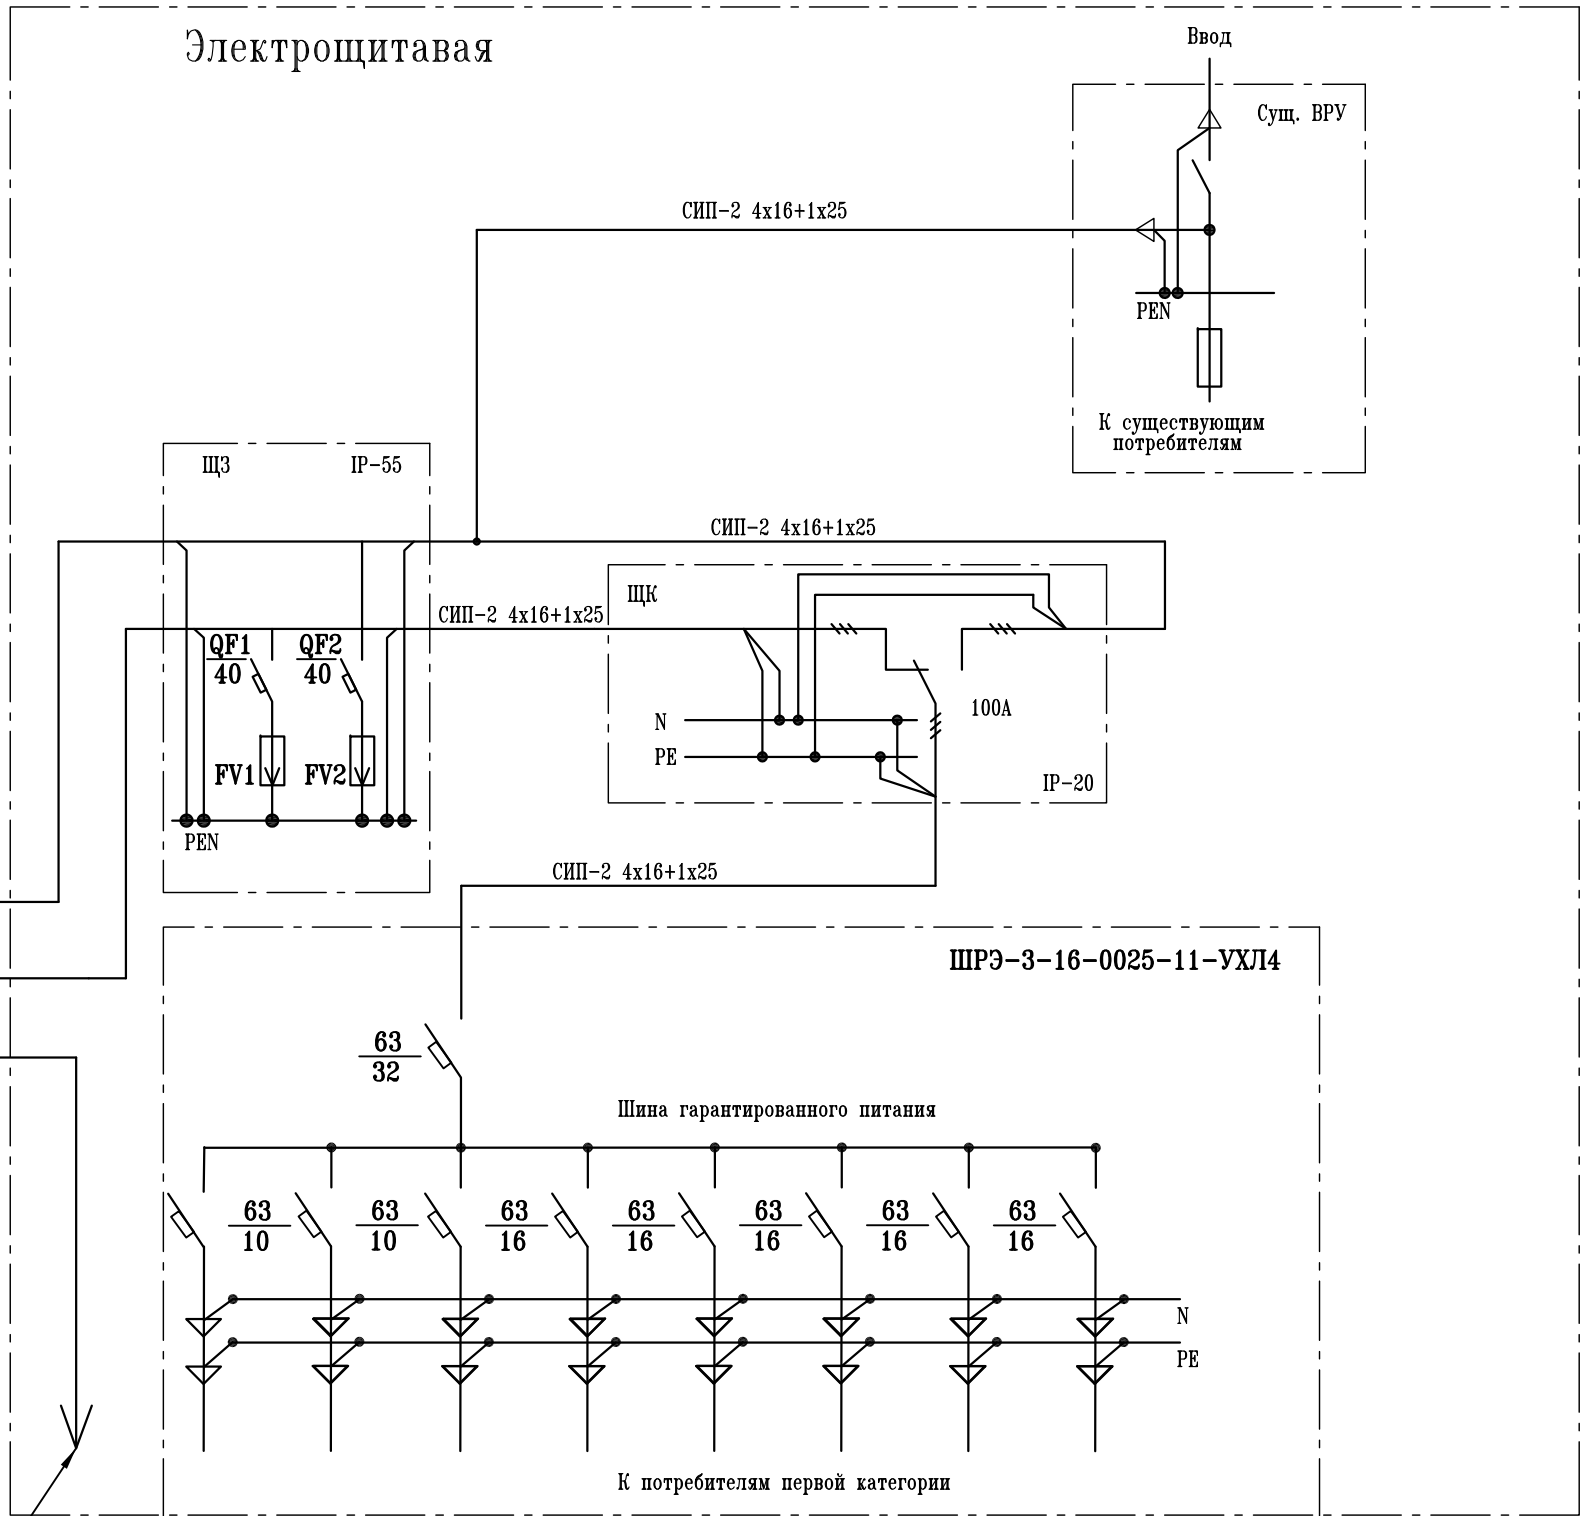 Электрощитавая
Ввод
Сущ. ВРУ
СИП-2 4х16+1х25
PEN
К существующим
потребителям
ЩЗ
IP-55
СИП-2 4х16+1х25
ЩК
СИП-2 4х16+1х25
QF1
40
QF2
40
100А
N
PE
FV1
FV2
IP-20
PEN
СИП-2 4х16+1х25
ШРЭ-3-16-0025-11-УХЛ4
63
32
Шина гарантированного питания
63
10
63
10
63
16
63
16
63
16
63
16
63
16
N
PE
К потребителям первой категории